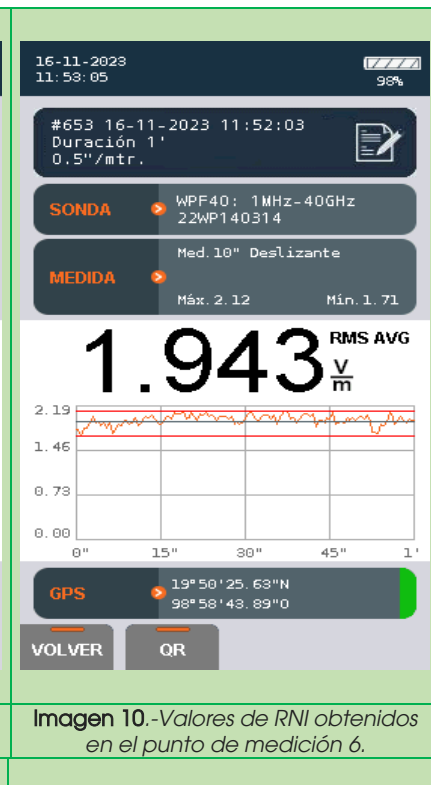 16-11-2023
11:53:05
98%
#653 16-11-2023 11:52:03
Duración 1'
0.5"/mtr.
SONDA
WPF40: 1MHz-40GHz
22WP140314
MEDIDA
Med.10" Deslizante
Máx.2.12 Mín.1.71
1.943 RMS AVG
V/m
2.19
1.46
0.73
0.00
0" 15" 30" 45" 1'
GPS
19°50'25.63"N
98°58'43.89"O
VOLVER QR
Imagen 10.-Valores de RNI obtenidos
en el punto de medición 6.